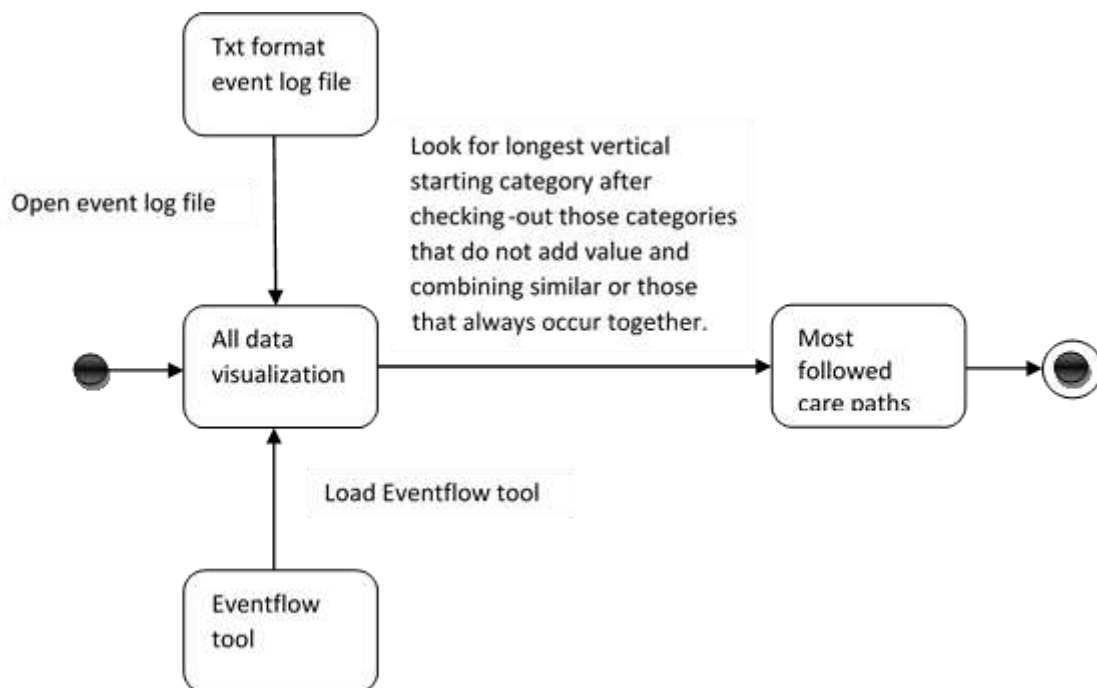 Txt format
event log file
Look for longest vertical
starting category after
checking-out those categories
that do not add value and
combining similar or those
that always occur together.
Open event log file
All data
visualization
Most
followed
care paths
Load Eventflow tool
Eventflow
tool